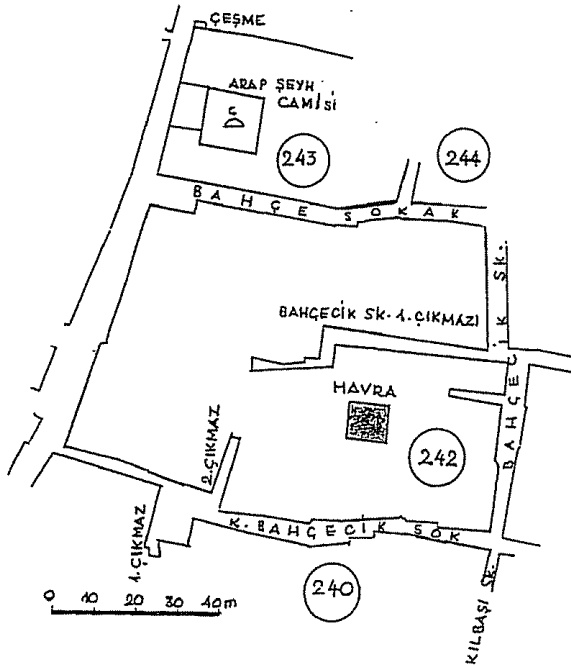 ÇEŞME
ARAP ŞEYH
CAMİSİ
C
243
244
BAHÇE SOKAK
BAHÇECİK SK.
BAHÇECİK SK. 1. ÇIKMAZI
HAVRA
242
2. ÇIKMAZ
K. BAHÇECİK SOK
1. ÇIKMAZ
240
0 10 20 30 40m
KILBAŞI SK.